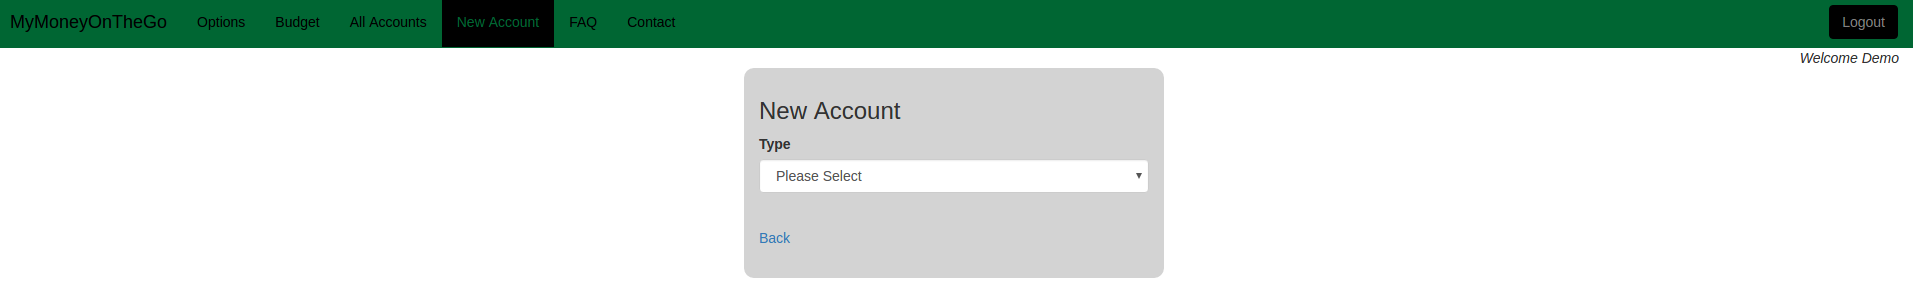 MyMoneyOnTheGo Options Budget All Accounts New Account FAQ Contact Logout
Welcome Demo
New Account
Type
Please Select
Back